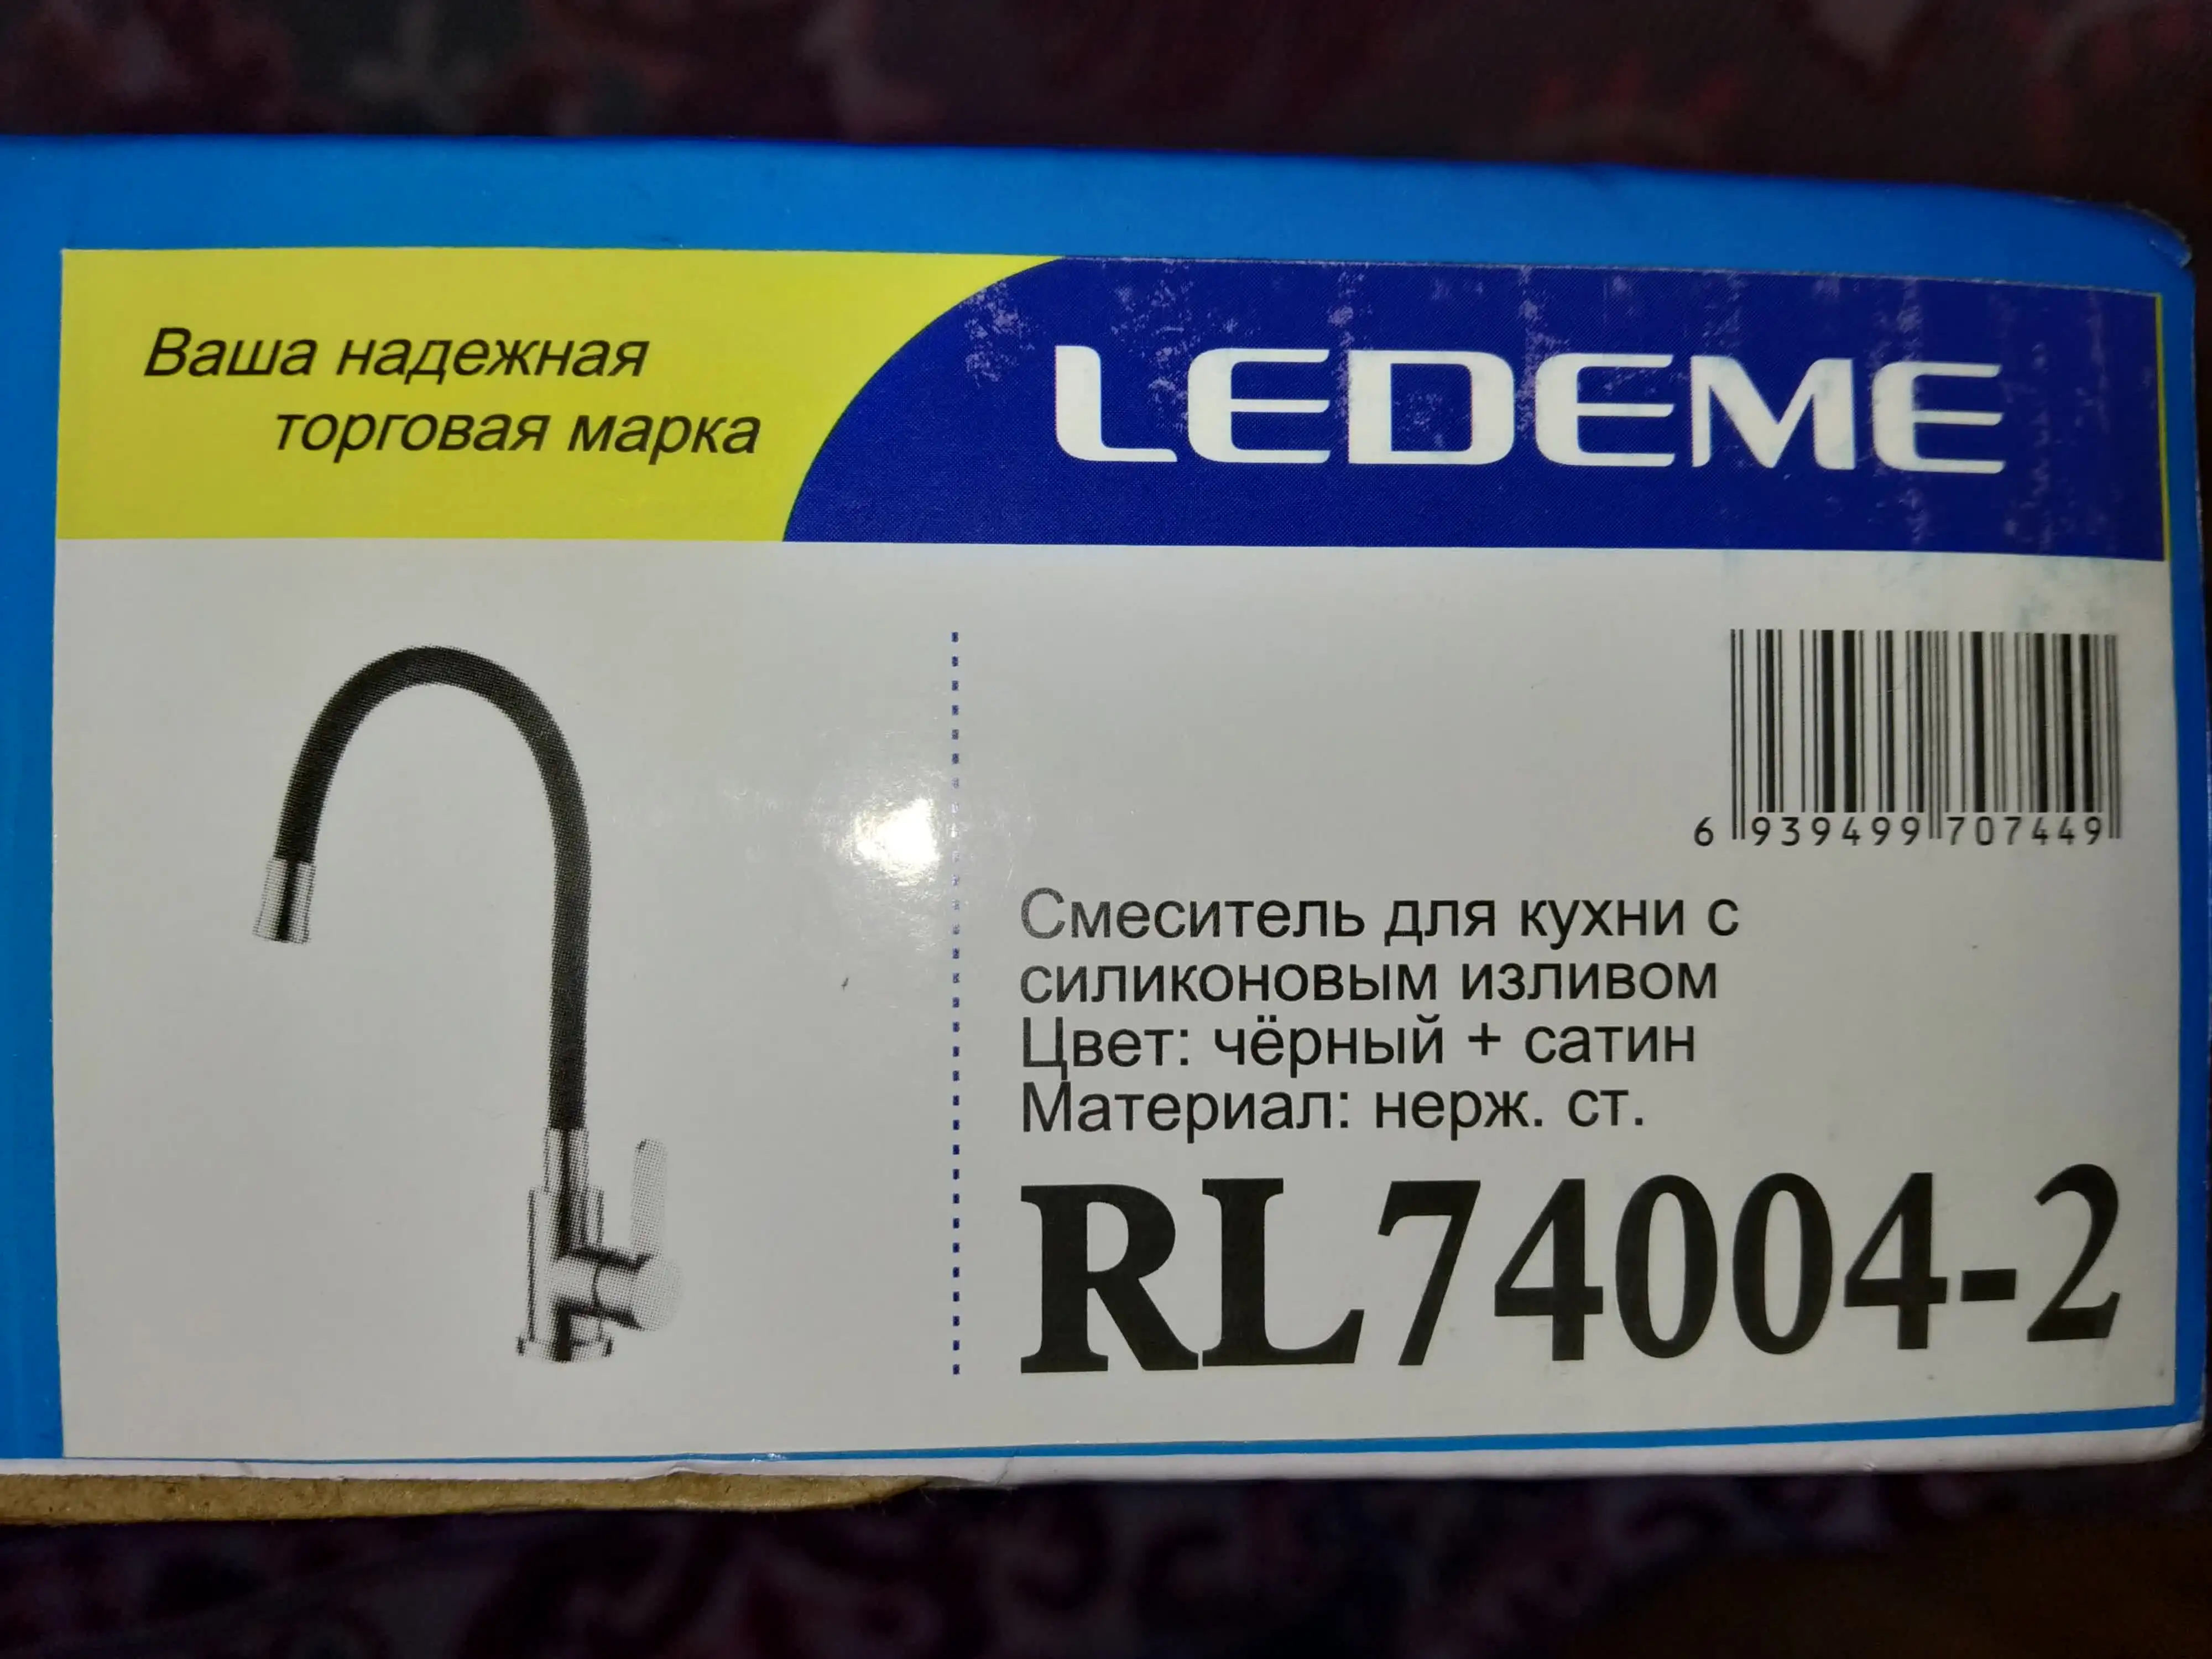 Ваша надежная
торговая марка
LEDEME
6 939499 707449
Смеситель для кухни с
силиконовым изливом
Цвет: чёрный + сатин
Материал: нерж. ст.
RL74004-2